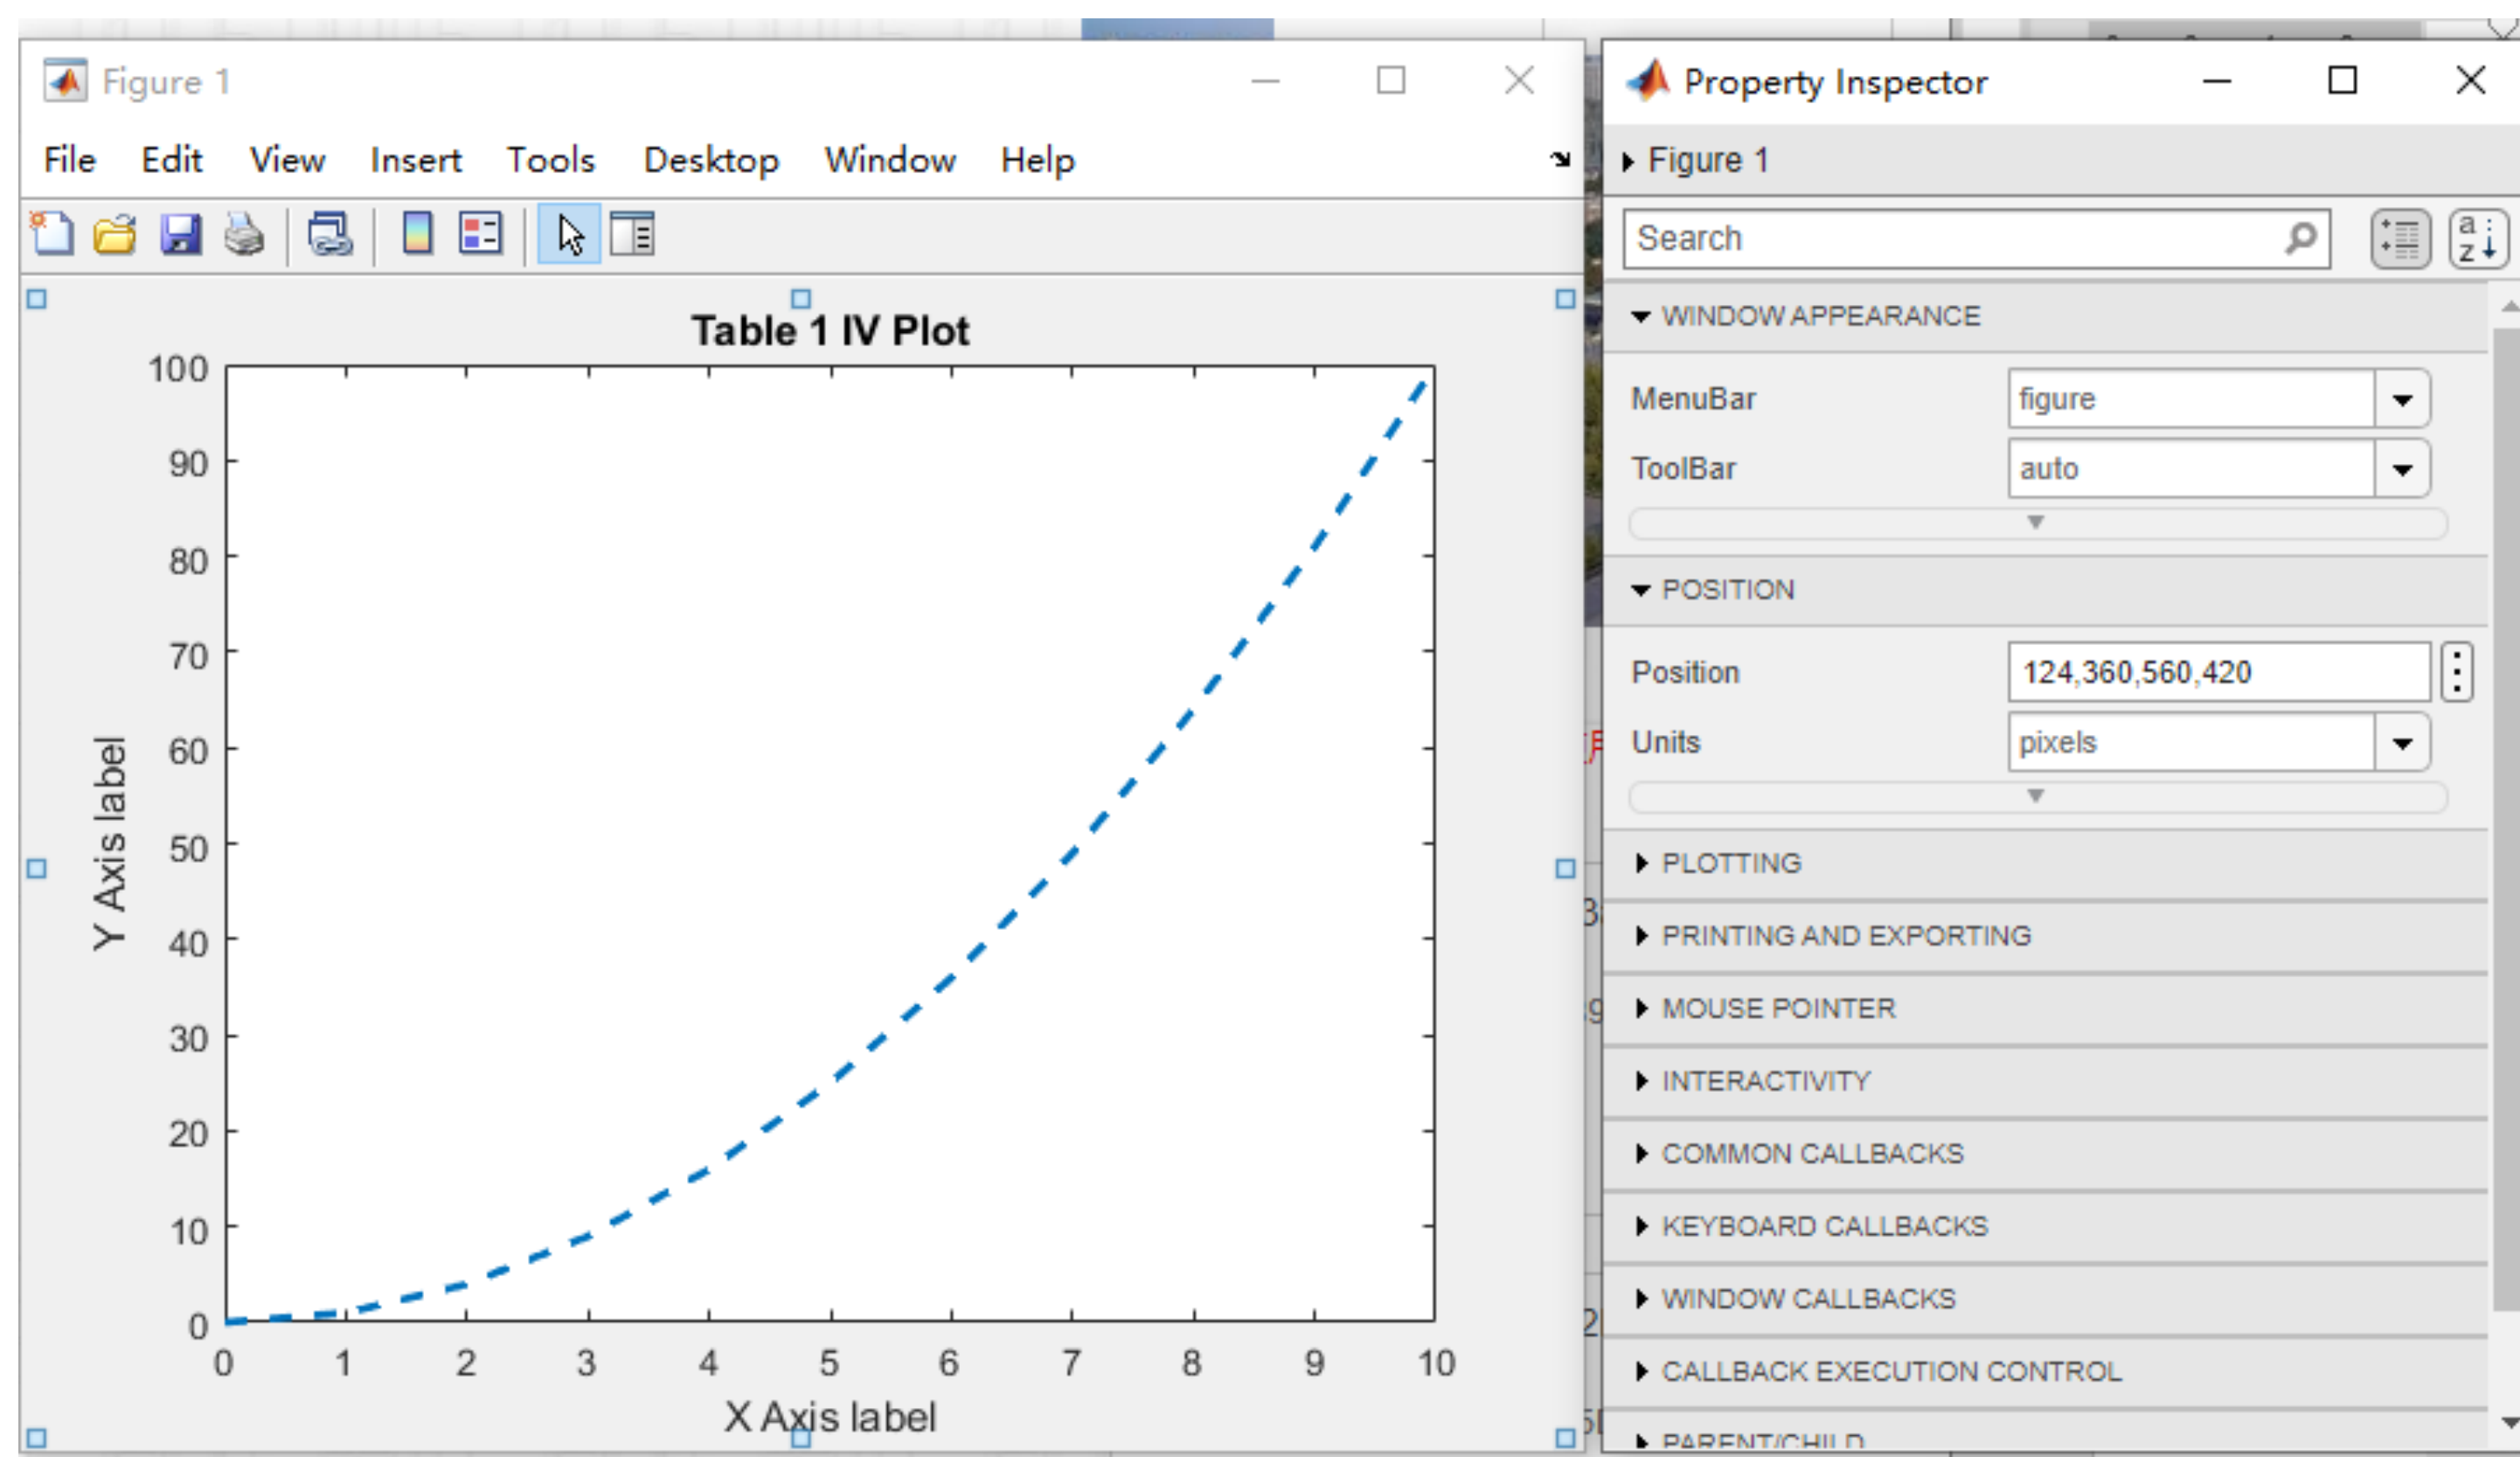 Figure 1
File Edit View Insert Tools Desktop Window Help
Table 1 IV Plot
100
90
80
70
60
50
40
30
20
10
0
Y Axis label
0 1 2 3 4 5 6 7 8 9 10
X Axis label
Property Inspector
Figure 1
Search
WINDOW APPEARANCE
MenuBar figure
ToolBar auto
POSITION
Position 124,360,560,420
Units pixels
PLOTTING
PRINTING AND EXPORTING
MOUSE POINTER
INTERACTIVITY
COMMON CALLBACKS
KEYBOARD CALLBACKS
WINDOW CALLBACKS
CALLBACK EXECUTION CONTROL
PARENT/CHILD